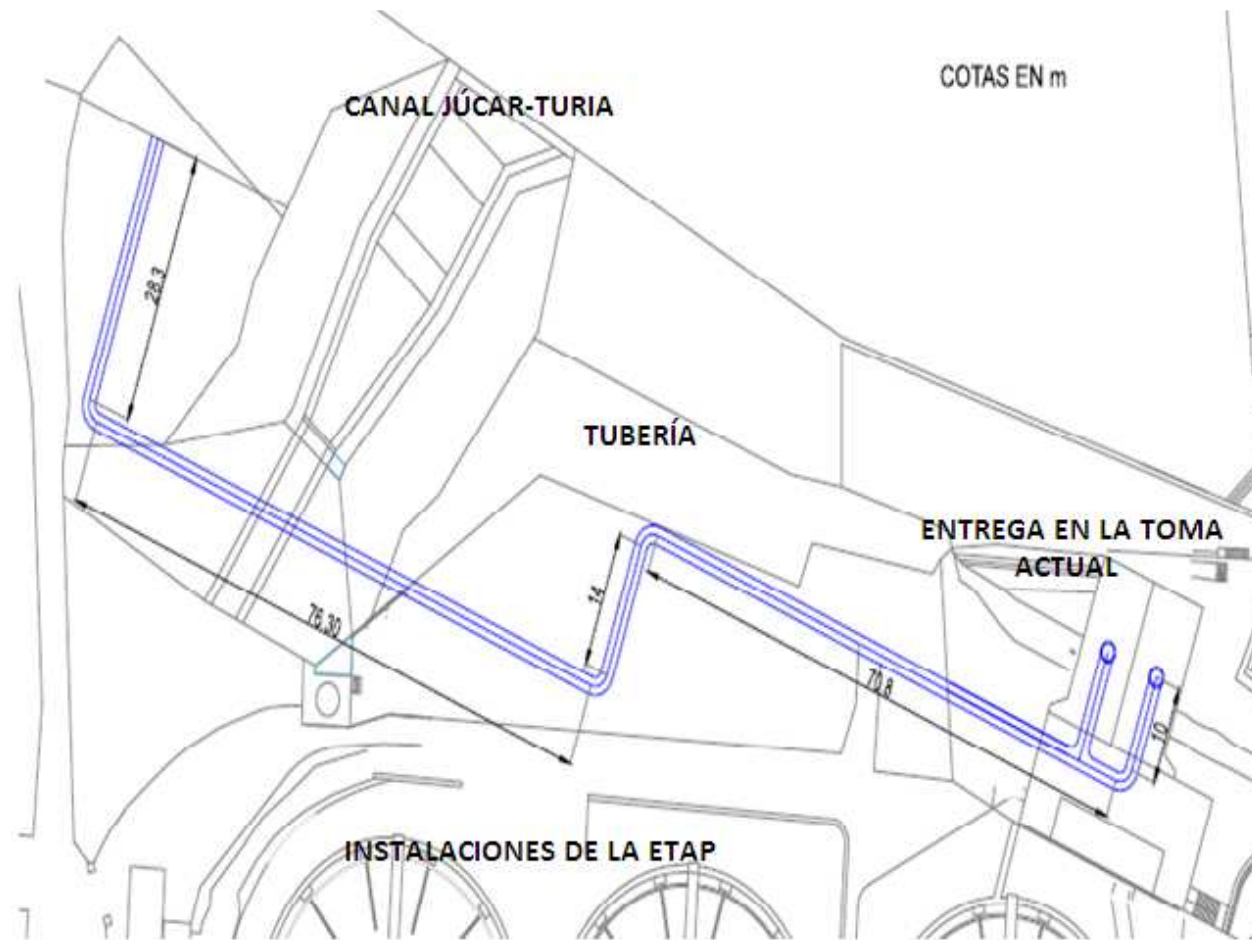 COTAS EN m
CANAL JÚCAR-TURIA
28.3
TUBERÍA
ENTREGA EN LA TOMA
ACTUAL
14
76.30
70.8
10
INSTALACIONES DE LA ETAP